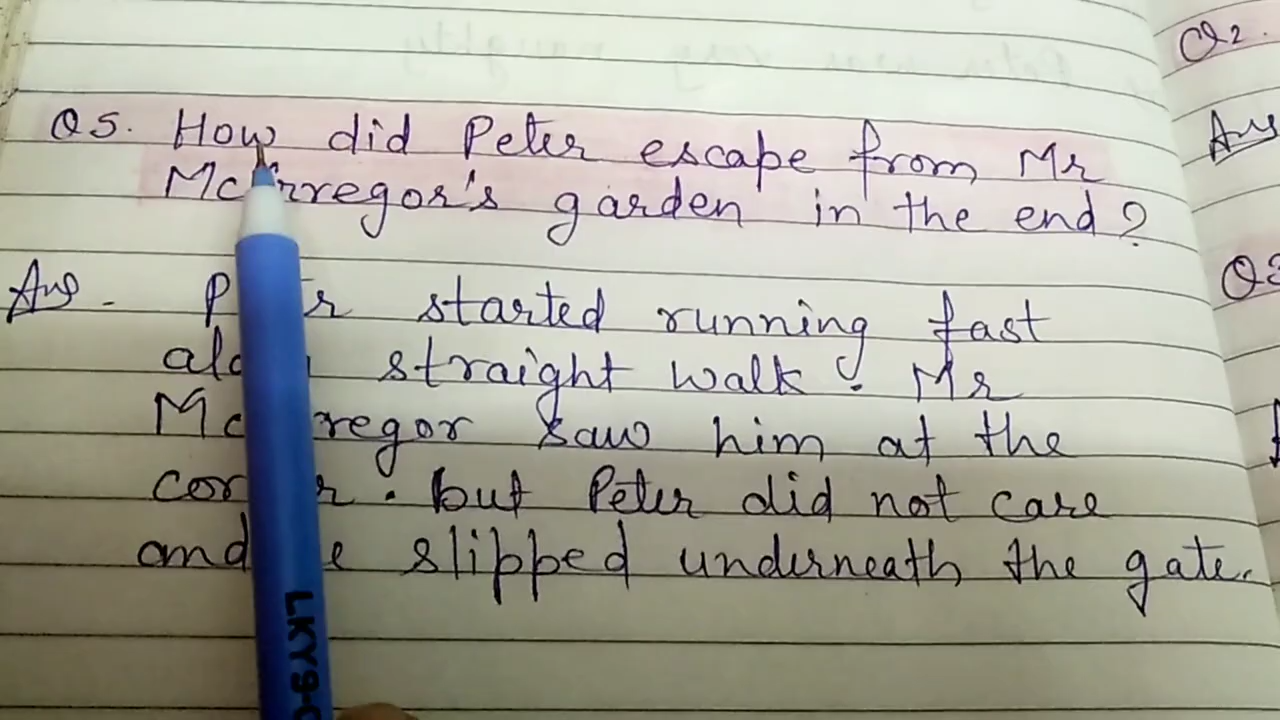 Q5. How did Peter escape from Mr
McGrregor's garden in the end?
Ans. started running fast
straight walk. Mr
saw him at the
but Peter did not care
slipped underneath the gate.
Q2.
Ans